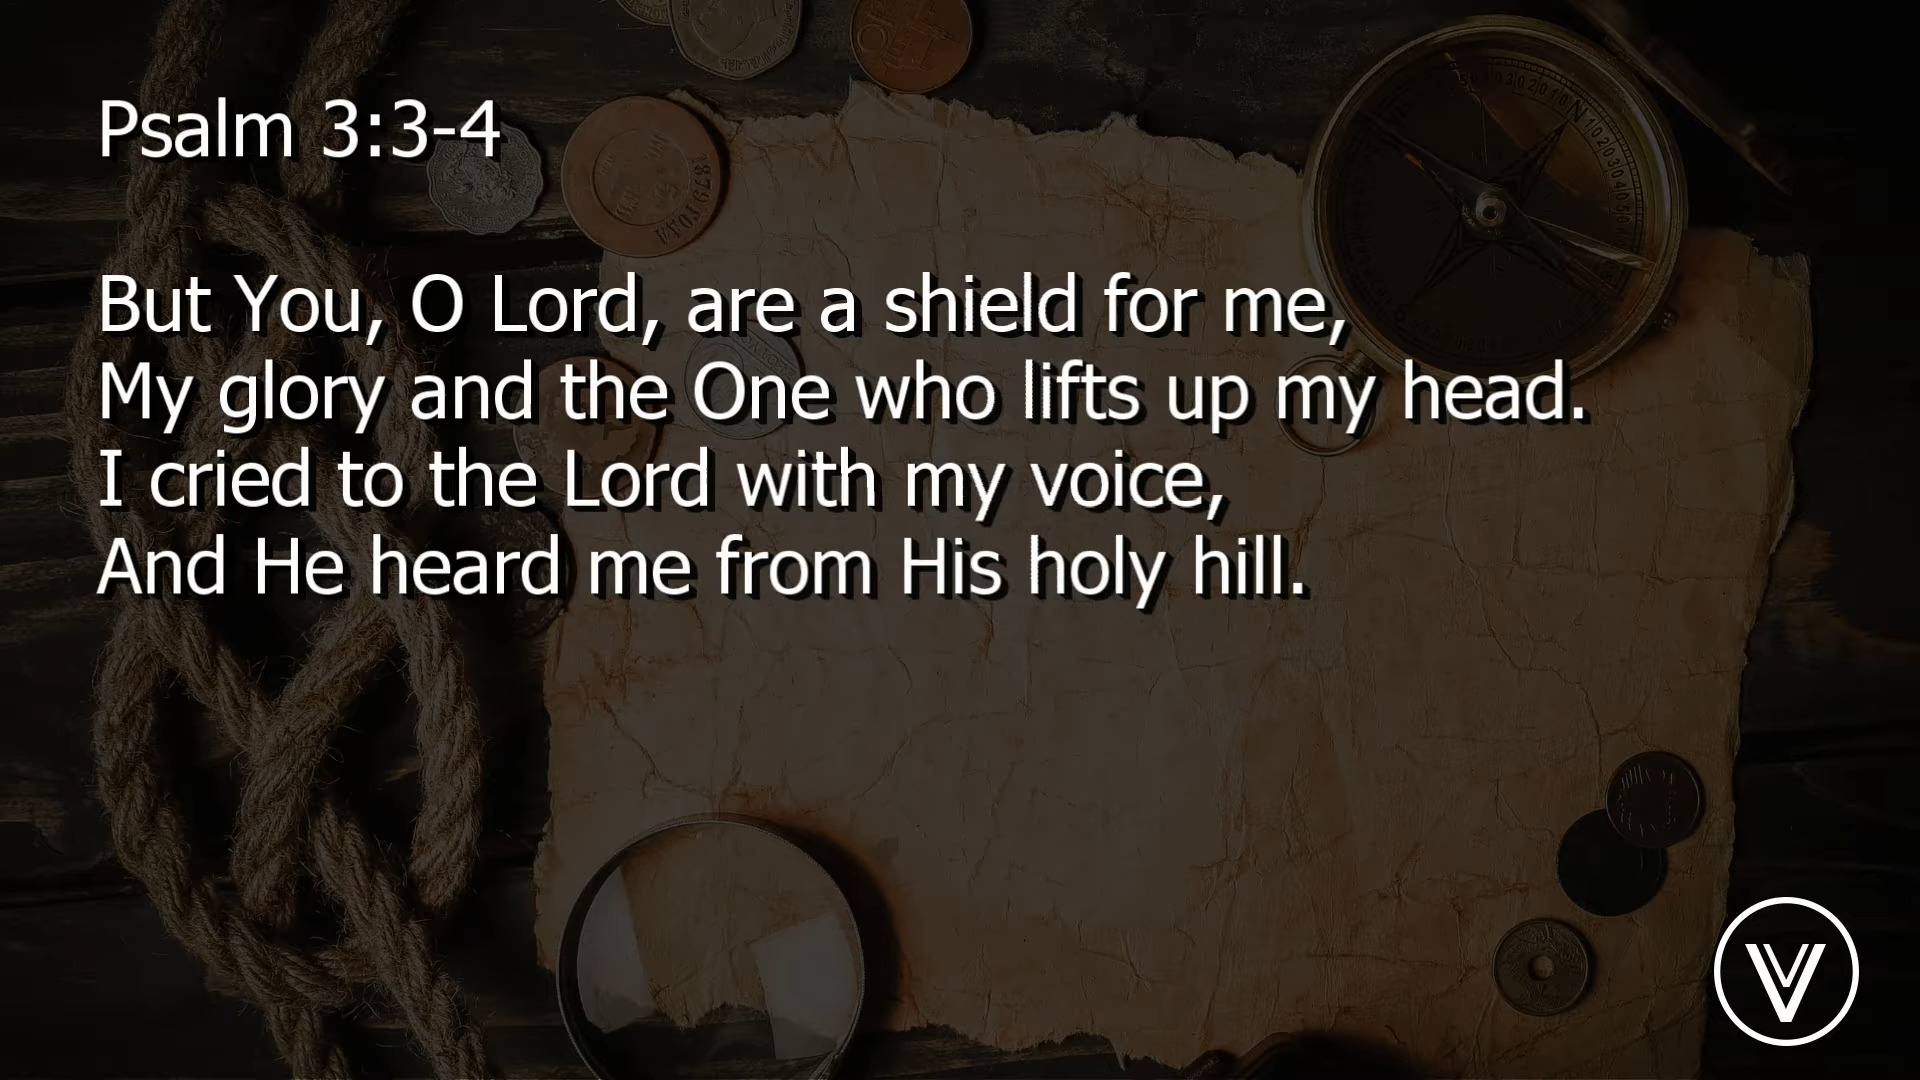 Psalm 3:3-4
But You, O Lord, are a shield for me,
My glory and the One who lifts up my head.
I cried to the Lord with my voice,
And He heard me from His holy hill.